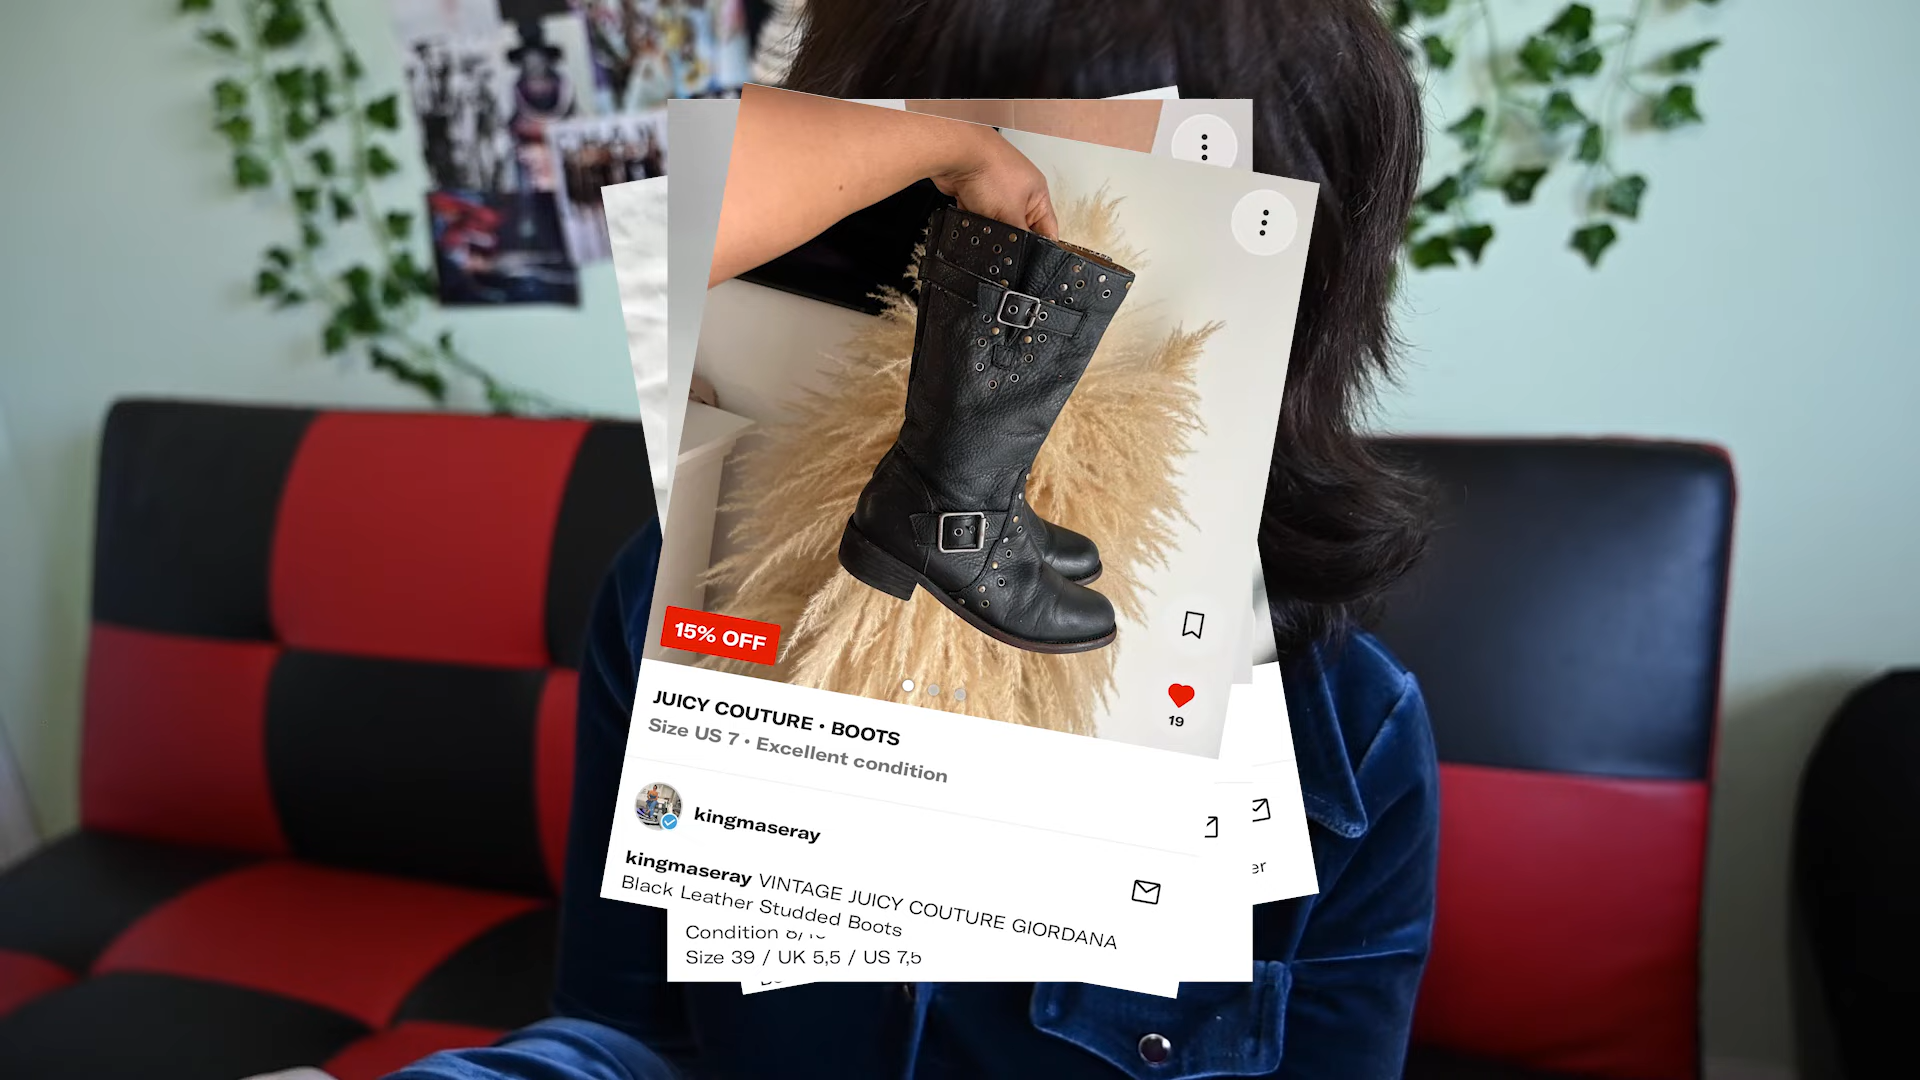 15% OFF
19
JUICY COUTURE • BOOTS
Size US 7 • Excellent condition
kingmaseray
kingmaseray VINTAGE JUICY COUTURE GIORDANA
Black Leather Studded Boots
Condition
Size 39 / UK 5,5 / US 7,5
er